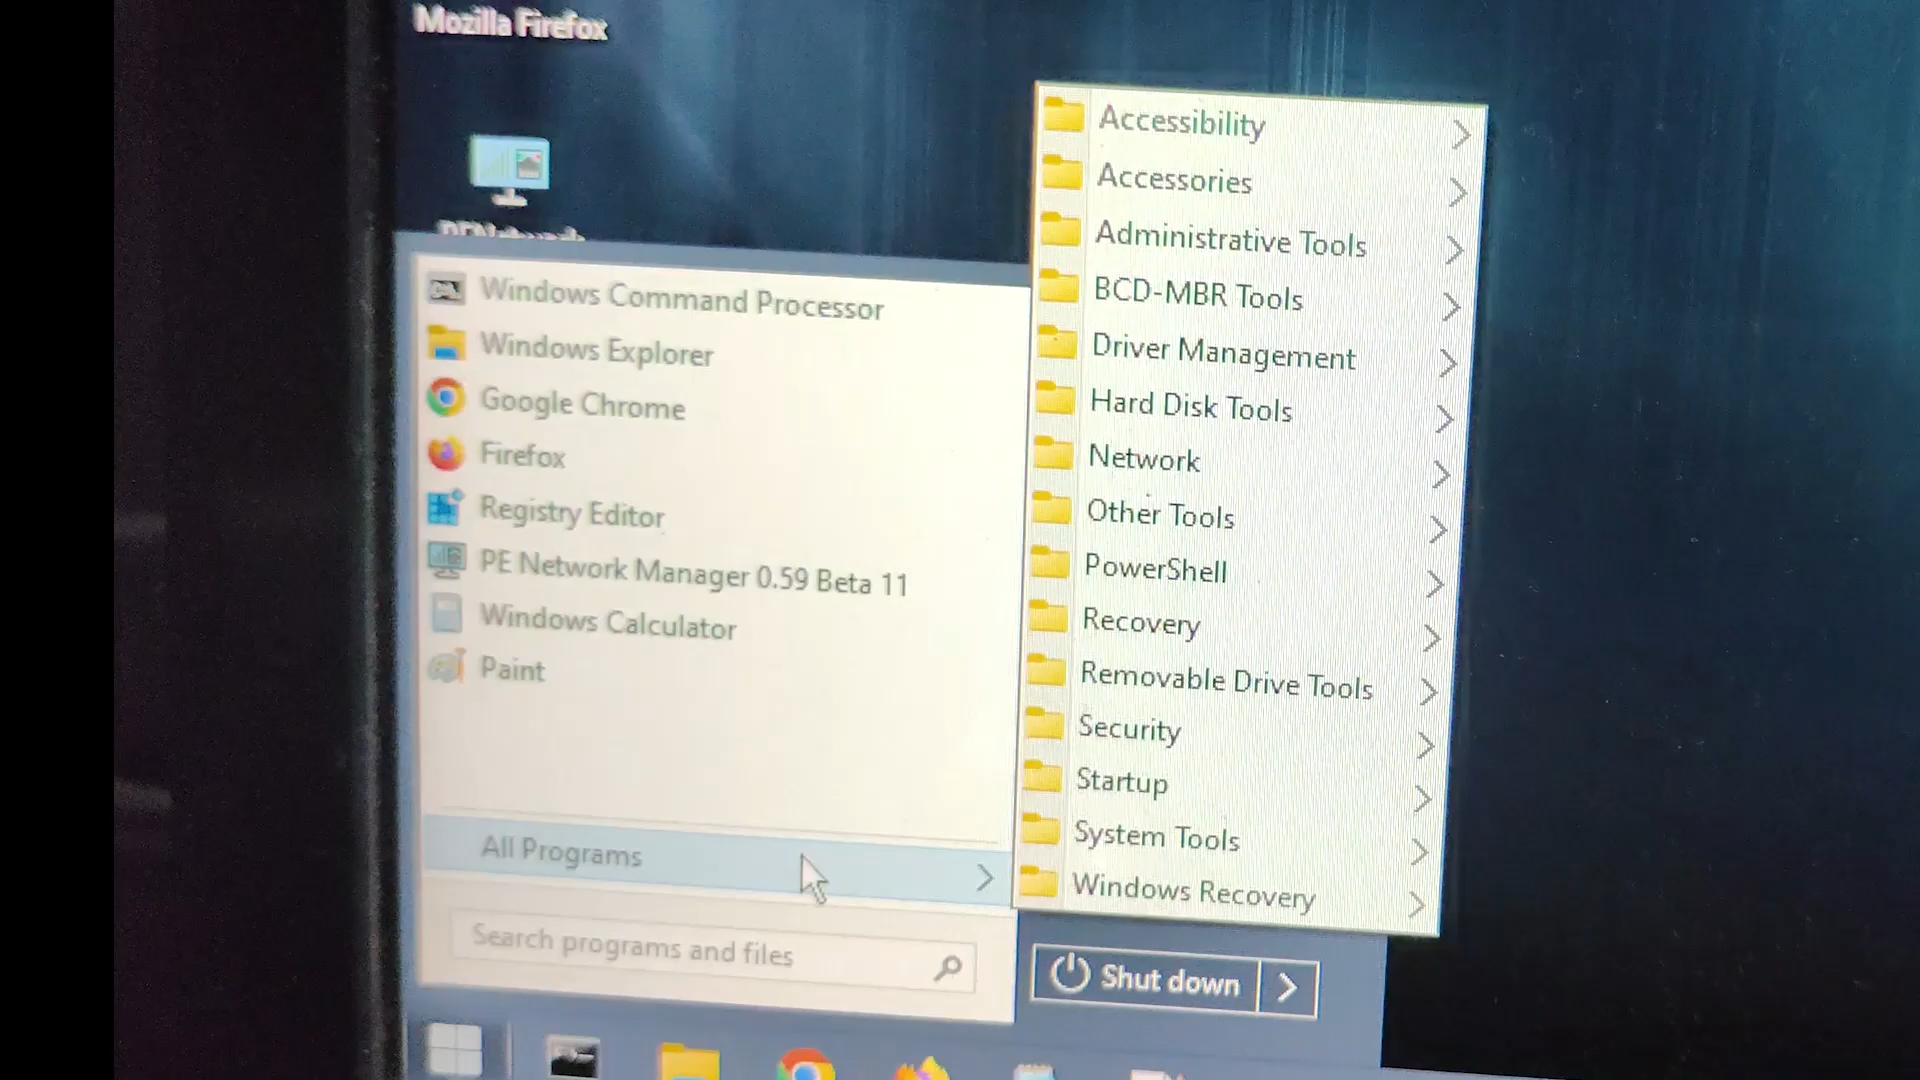 Mozilla Firefox
PENetwork
Windows Command Processor
Windows Explorer
Google Chrome
Firefox
Registry Editor
PE Network Manager 0.59 Beta 11
Windows Calculator
Paint
All Programs
Search programs and files
Accessibility
Accessories
Administrative Tools
BCD-MBR Tools
Driver Management
Hard Disk Tools
Network
Other Tools
PowerShell
Recovery
Removable Drive Tools
Security
Startup
System Tools
Windows Recovery
Shut down